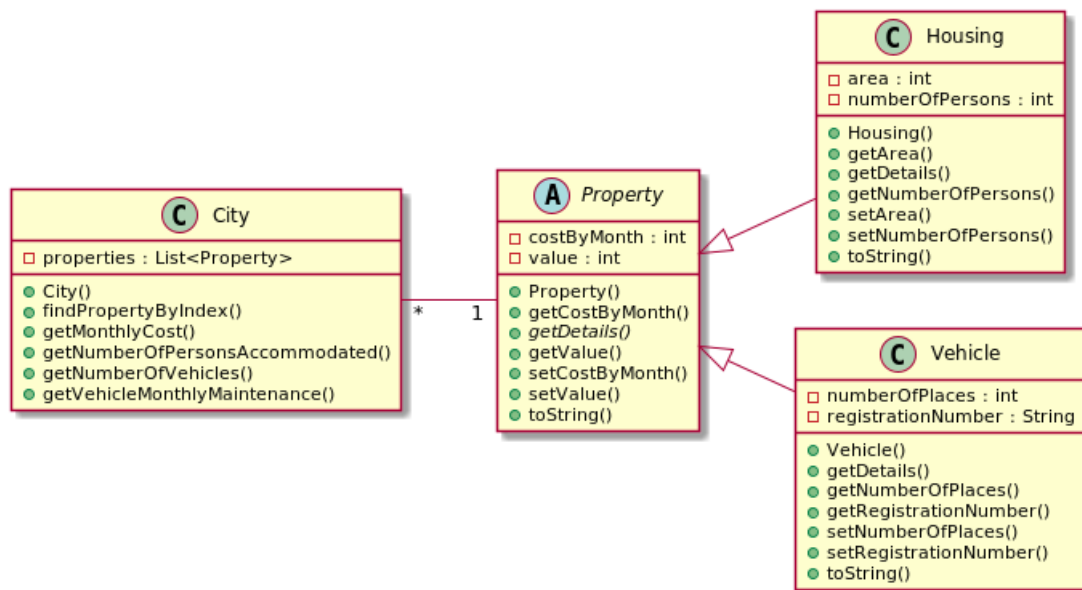 C City
properties : List<Property>
City()
findPropertyByIndex()
getMonthlyCost()
getNumberOfPersonsAccommodated()
getNumberOfVehicles()
getVehicleMonthlyMaintenance()
* 1
A Property
costByMonth : int
value : int
Property()
getCostByMonth()
getDetails()
getValue()
setCostByMonth()
setValue()
toString()
C Housing
area : int
numberOfPersons : int
Housing()
getArea()
getDetails()
getNumberOfPersons()
setArea()
setNumberOfPersons()
toString()
C Vehicle
numberOfPlaces : int
registrationNumber : String
Vehicle()
getDetails()
getNumberOfPlaces()
getRegistrationNumber()
setNumberOfPlaces()
setRegistrationNumber()
toString()